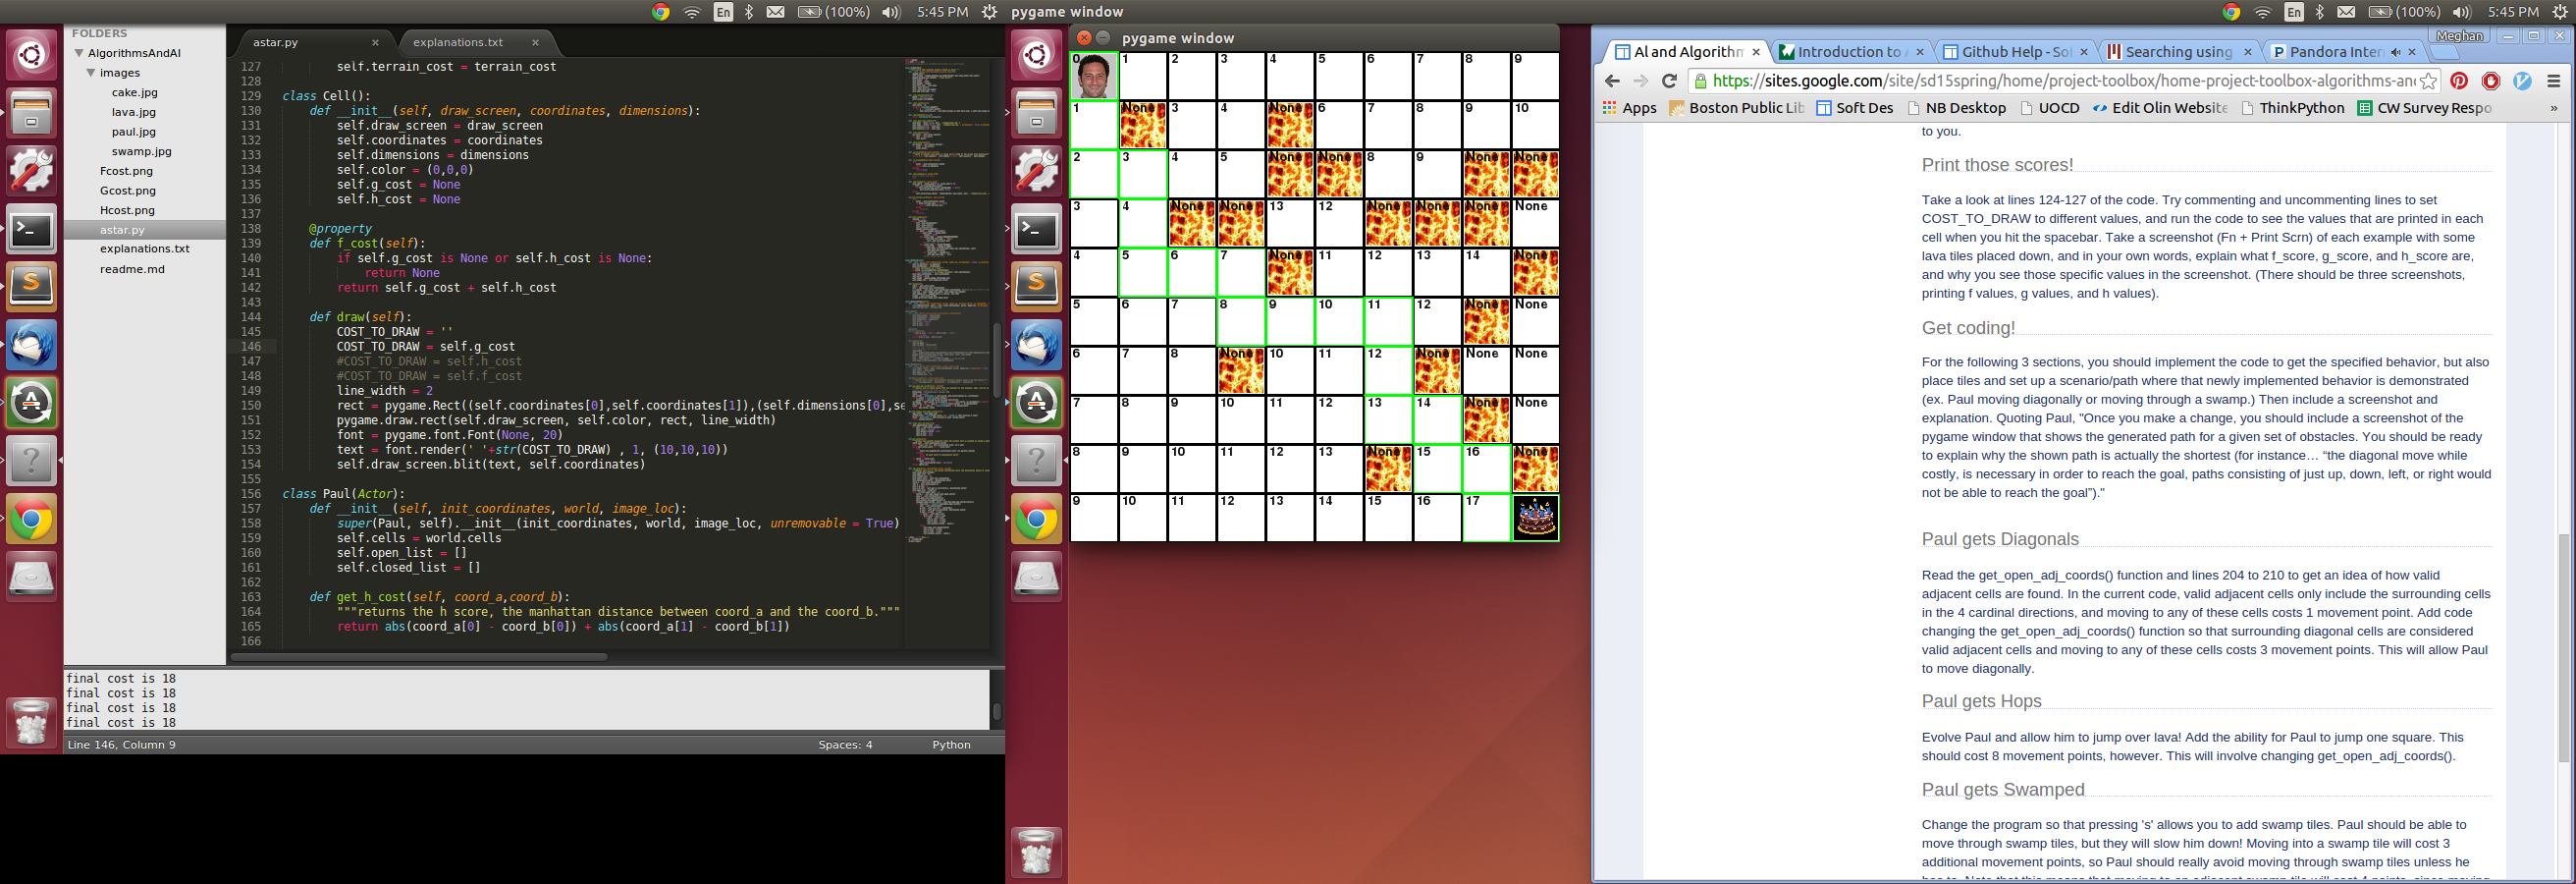 En (100%) 5:45 PM pygame window En (100%) 5:45 PM
FOLDERS
AlgorithmsAndAI
images
cake.jpg
lava.jpg
paul.jpg
swamp.jpg
Fcost.png
Gcost.png
Hcost.png
astar.py
explanations.txt
readme.md
astar.py × explanations.txt ×
127 self.terrain_cost = terrain_cost
128
129 class Cell():
130 def __init__(self, draw_screen, coordinates, dimensions):
131 self.draw_screen = draw_screen
132 self.coordinates = coordinates
133 self.dimensions = dimensions
134 self.color = (0,0,0)
135 self.g_cost = None
136 self.h_cost = None
137
138 @property
139 def f_cost(self):
140 if self.g_cost is None or self.h_cost is None:
141 return None
142 return self.g_cost + self.h_cost
143
144 def draw(self):
145 COST_TO_DRAW = ''
146 COST_TO_DRAW = self.g_cost
147 #COST_TO_DRAW = self.h_cost
148 #COST_TO_DRAW = self.f_cost
149 line_width = 2
150 rect = pygame.Rect((self.coordinates[0],self.coordinates[1]),(self.dimensions[0],se
151 pygame.draw.rect(self.draw_screen, self.color, rect, line_width)
152 font = pygame.font.Font(None, 20)
153 text = font.render(' '+str(COST_TO_DRAW) , 1, (10,10,10))
154 self.draw_screen.blit(text, self.coordinates)
155
156 class Paul(Actor):
157 def __init__(self, init_coordinates, world, image_loc):
158 super(Paul, self).__init__(init_coordinates, world, image_loc, unremovable = True)
159 self.cells = world.cells
160 self.open_list = []
161 self.closed_list = []
162
163 def get_h_cost(self, coord_a,coord_b):
164 """returns the h score, the manhattan distance between coord_a and the coord_b."""
165 return abs(coord_a[0] - coord_b[0]) + abs(coord_a[1] - coord_b[1])
166
final cost is 18
final cost is 18
final cost is 18
final cost is 18
Line 146, Column 9 Spaces: 4 Python
pygame window
0 1 2 3 4 5 6 7 8 9
1 None 3 4 None 6 7 8 9 10
2 3 4 5 None None 8 9 None None
3 4 None None 13 12 None None None None
4 5 6 7 None 11 12 13 14 None
5 6 7 8 9 10 11 12 None None
6 7 8 None 10 11 12 None None None
7 8 9 10 11 12 13 14 None None
8 9 10 11 12 13 None 15 16 None
9 10 11 12 13 14 15 16 17
Meghan
AI and Algorithm × Introduction to A × Github Help - Sof × Searching using × Pandora Inter ×
https://sites.google.com/site/sd15spring/home/project-toolbox/home-project-toolbox-algorithms-and
Apps Boston Public Lib Soft Des NB Desktop UOCD Edit Olin Website ThinkPython CW Survey Respo »
to you.
Print those scores!
Take a look at lines 124-127 of the code. Try commenting and uncommenting lines to set
COST_TO_DRAW to different values, and run the code to see the values that are printed in each
cell when you hit the spacebar. Take a screenshot (Fn + Print Scrn) of each example with some
lava tiles placed down, and in your own words, explain what f_score, g_score, and h_score are,
and why you see those specific values in the screenshot. (There should be three screenshots,
printing f values, g values, and h values).
Get coding!
For the following 3 sections, you should implement the code to get the specified behavior, but also
place tiles and set up a scenario/path where that newly implemented behavior is demonstrated
(ex. Paul moving diagonally or moving through a swamp.) Then include a screenshot and
explanation. Quoting Paul, "Once you make a change, you should include a screenshot of the
pygame window that shows the generated path for a given set of obstacles. You should be ready
to explain why the shown path is actually the shortest (for instance… “the diagonal move while
costly, is necessary in order to reach the goal, paths consisting of just up, down, left, or right would
not be able to reach the goal”)."
Paul gets Diagonals
Read the get_open_adj_coords() function and lines 204 to 210 to get an idea of how valid
adjacent cells are found. In the current code, valid adjacent cells only include the surrounding cells
in the 4 cardinal directions, and moving to any of these cells costs 1 movement point. Add code
changing the get_open_adj_coords() function so that surrounding diagonal cells are considered
valid adjacent cells and moving to any of these cells costs 3 movement points. This will allow Paul
to move diagonally.
Paul gets Hops
Evolve Paul and allow him to jump over lava! Add the ability for Paul to jump one square. This
should cost 8 movement points, however. This will involve changing get_open_adj_coords().
Paul gets Swamped
Change the program so that pressing 's' allows you to add swamp tiles. Paul should be able to
move through swamp tiles, but they will slow him down! Moving into a swamp tile will cost 3
additional movement points, so Paul should really avoid moving through swamp tiles unless he